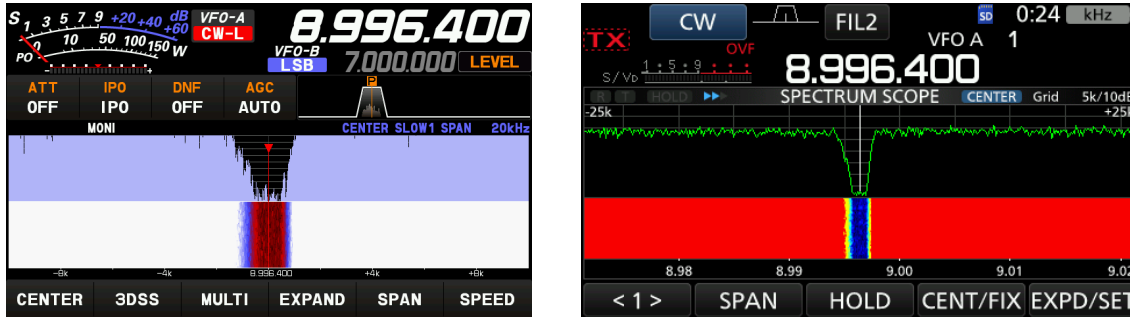 S 1 3 5 7 9 +20 +40 +60 dB VFO-A 8.996.400
CW-L
PO 0 10 50 100 150 W
VFO-B
LSB 7.000.000 LEVEL
ATT IPO DNF AGC P
OFF IPO OFF AUTO
MONI CENTER SLOW1 SPAN 20kHz
-8k -4k 8.996.400 +4k +8k
CENTER 3DSS MULTI EXPAND SPAN SPEED
CW FIL2 SD 0:24 kHz
TX OVF VFO A 1
S/VD 1 5 9 8.996.400
R T HOLD SPECTRUM SCOPE CENTER Grid 5k/10dB
-25k +25k
8.98 8.99 9.00 9.01 9.02
< 1 > SPAN HOLD CENT/FIX EXPD/SET